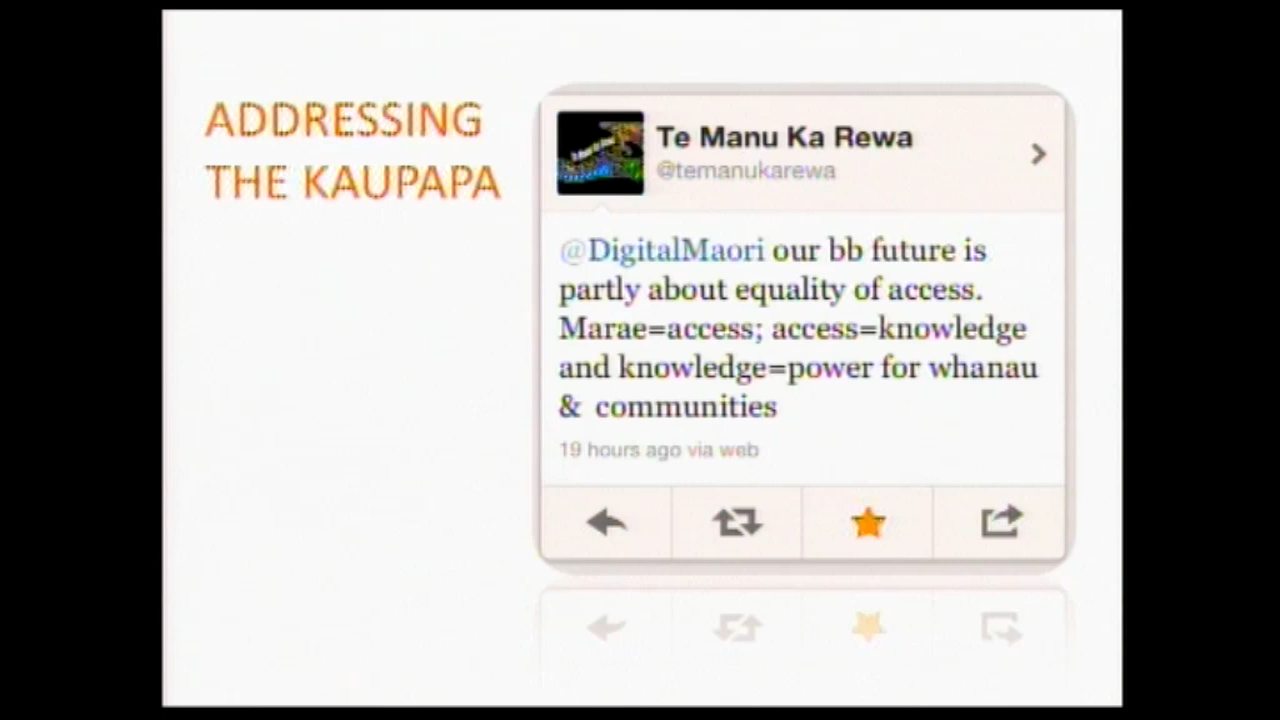 ADDRESSING
THE KAUPAPA
Te Manu Ka Rewa
@temanukarewa
@DigitalMaori our bb future is
partly about equality of access.
Marae=access; access=knowledge
and knowledge=power for whanau
& communities
19 hours ago via web